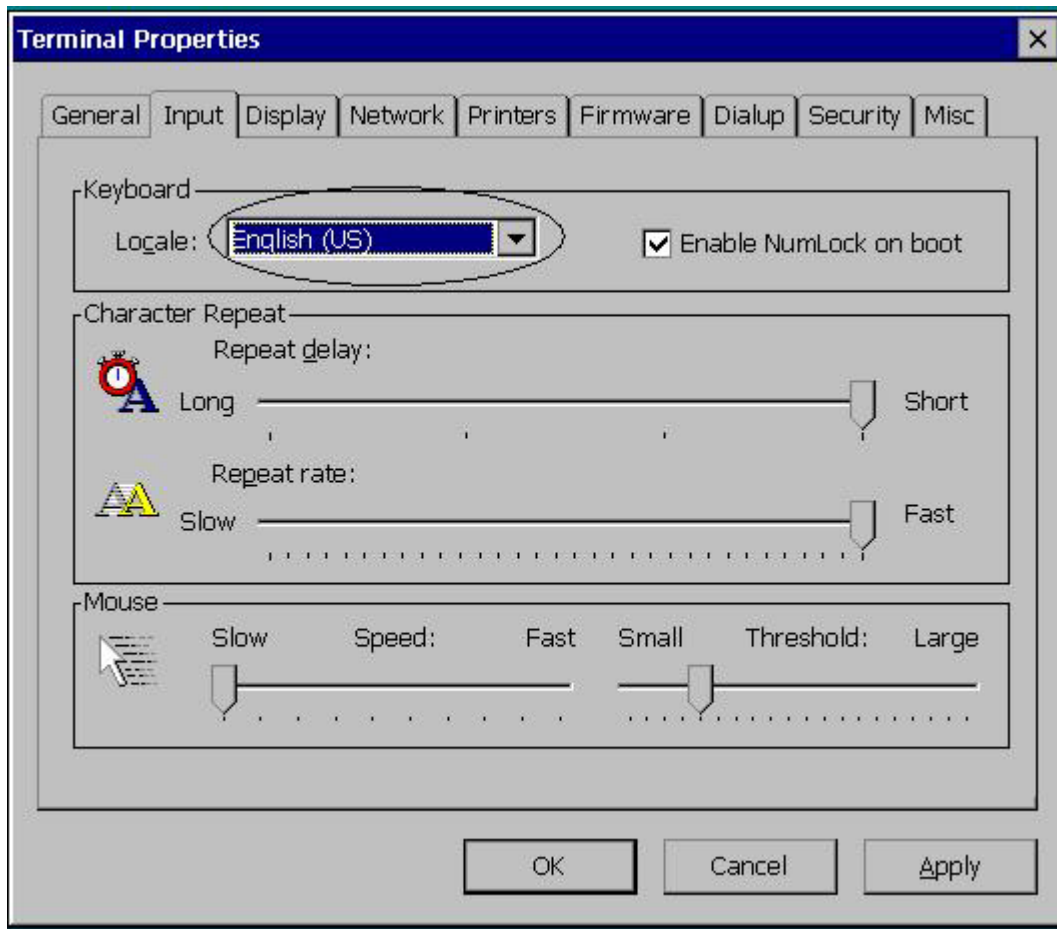 Terminal Properties
General Input Display Network Printers Firmware Dialup Security Misc
Keyboard
Locale: English (US) Enable NumLock on boot
Character Repeat
Repeat delay:
Long Short
Repeat rate:
Slow Fast
Mouse
Slow Speed: Fast Small Threshold: Large
OK Cancel Apply